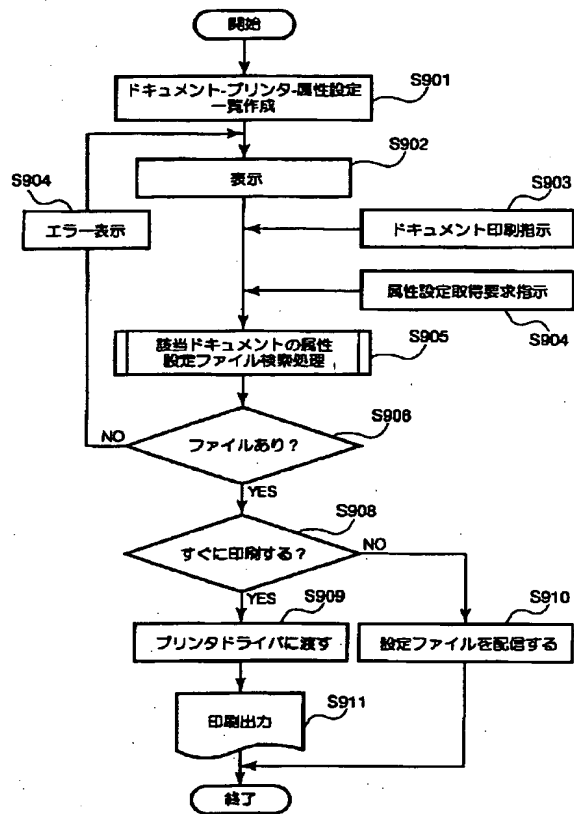 開始
S901
ドキュメント-プリンタ-属性設定
一覧作成
S902
表示
S904
エラー表示
S903
ドキュメント印刷指示
属性設定取得要求指示
S904
該当ドキュメントの属性
設定ファイル検索処理
S905
S906
ファイルあり?
NO
YES
S908
すぐに印刷する?
NO
YES
S909
プリンタドライバに渡す
S910
設定ファイルを配信する
S911
印刷出力
終了